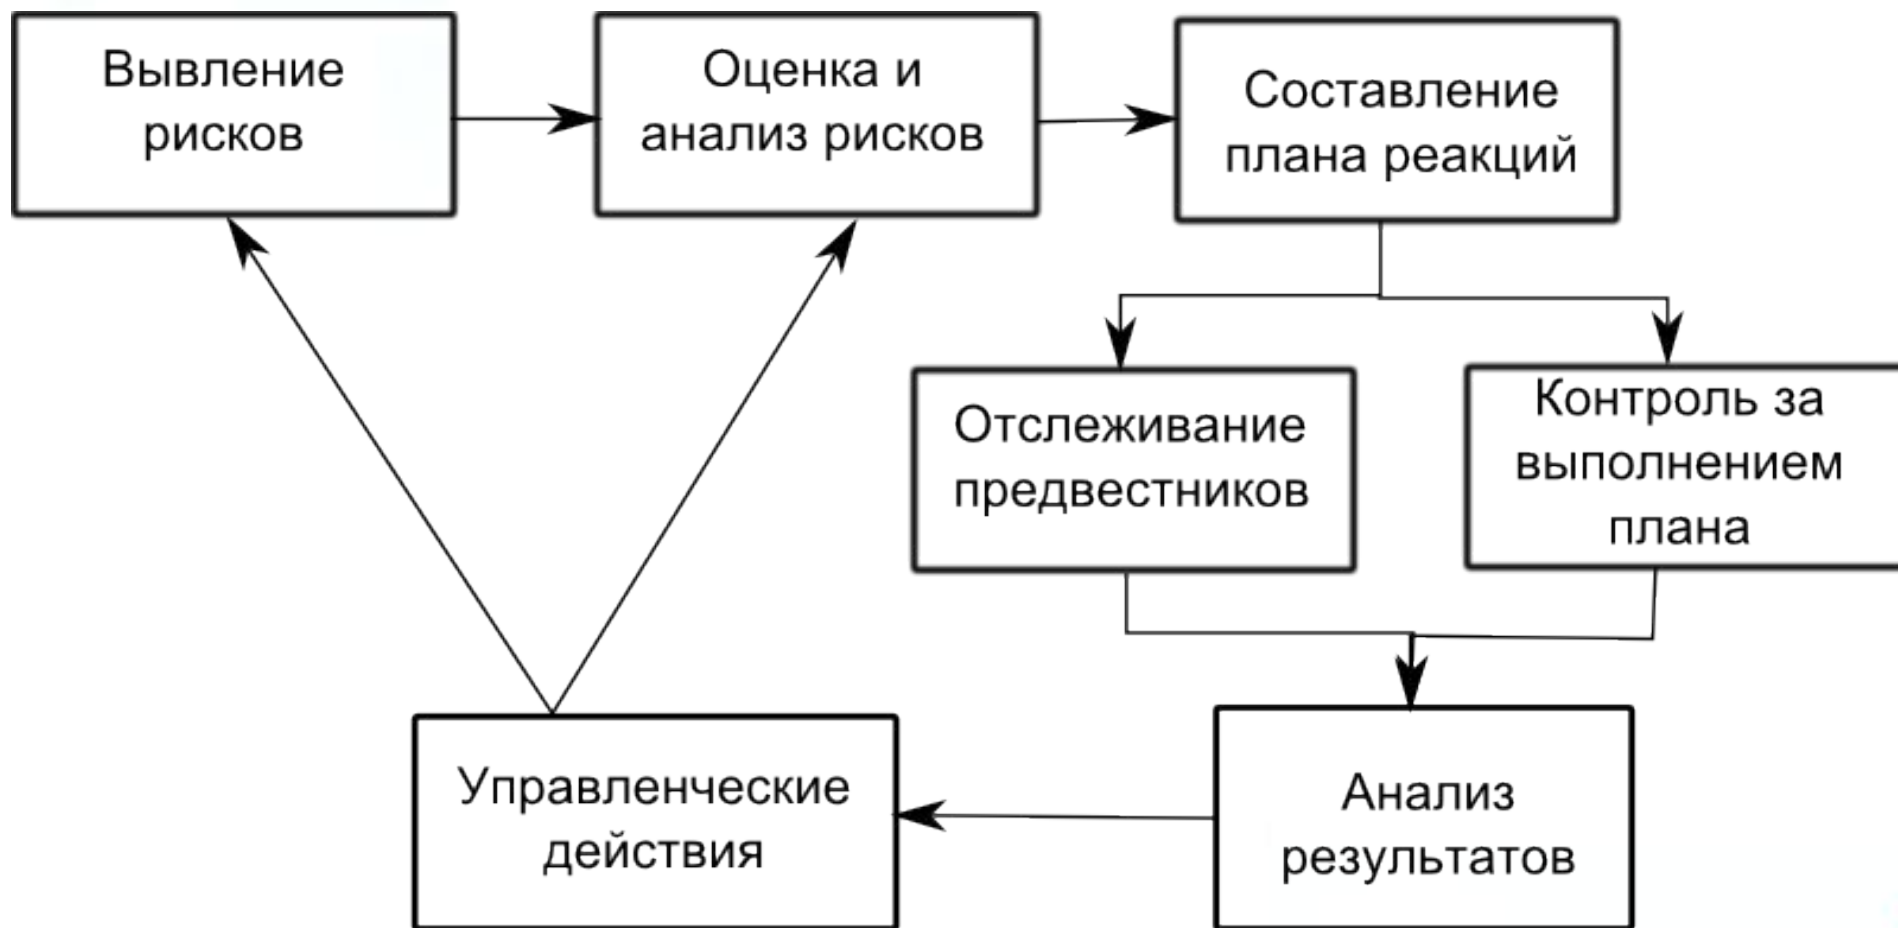 Вывление
рисков
Оценка и
анализ рисков
Составление
плана реакций
Отслеживание
предвестников
Контроль за
выполнением
плана
Управленческие
действия
Анализ
результатов